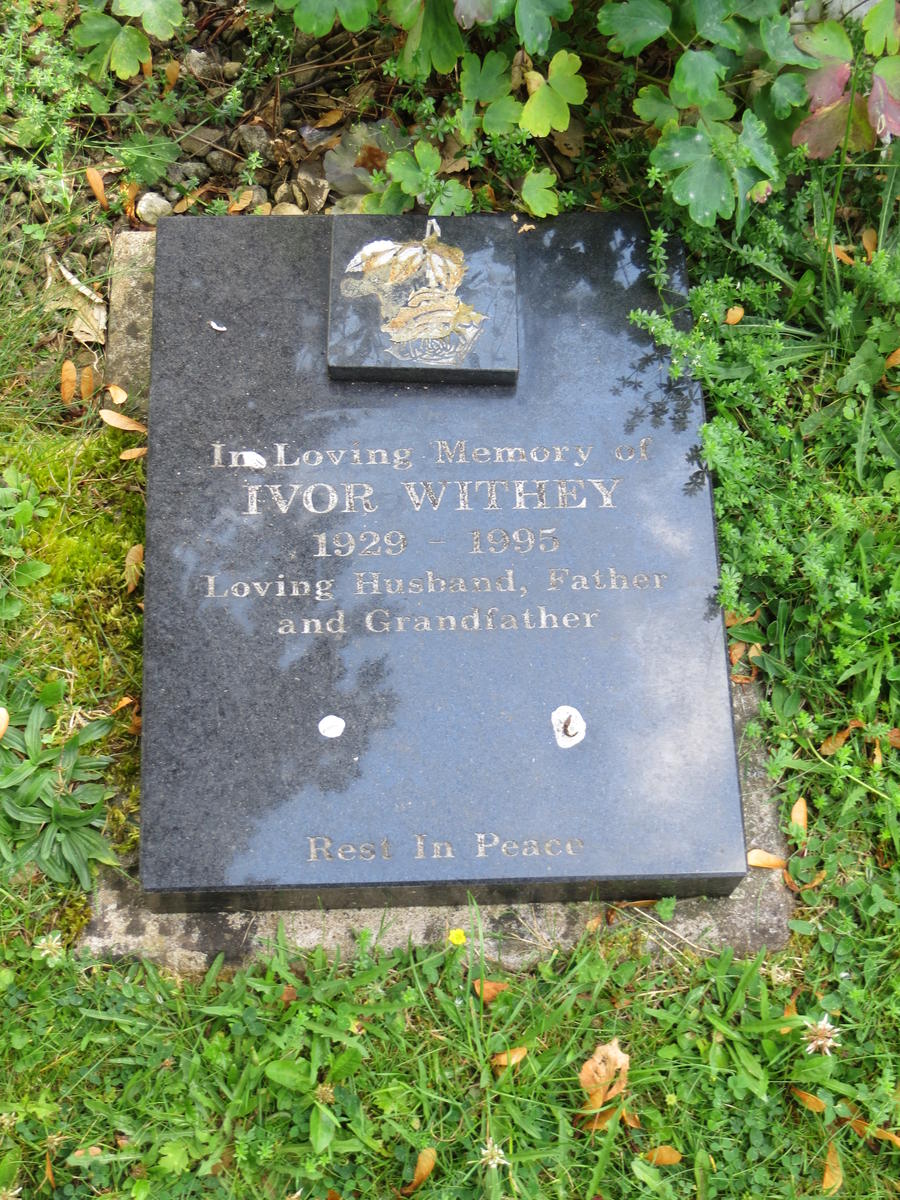 In Loving Memory of
IVOR WITHEY
1929 - 1995
Loving Husband, Father
and Grandfather
Rest In Peace